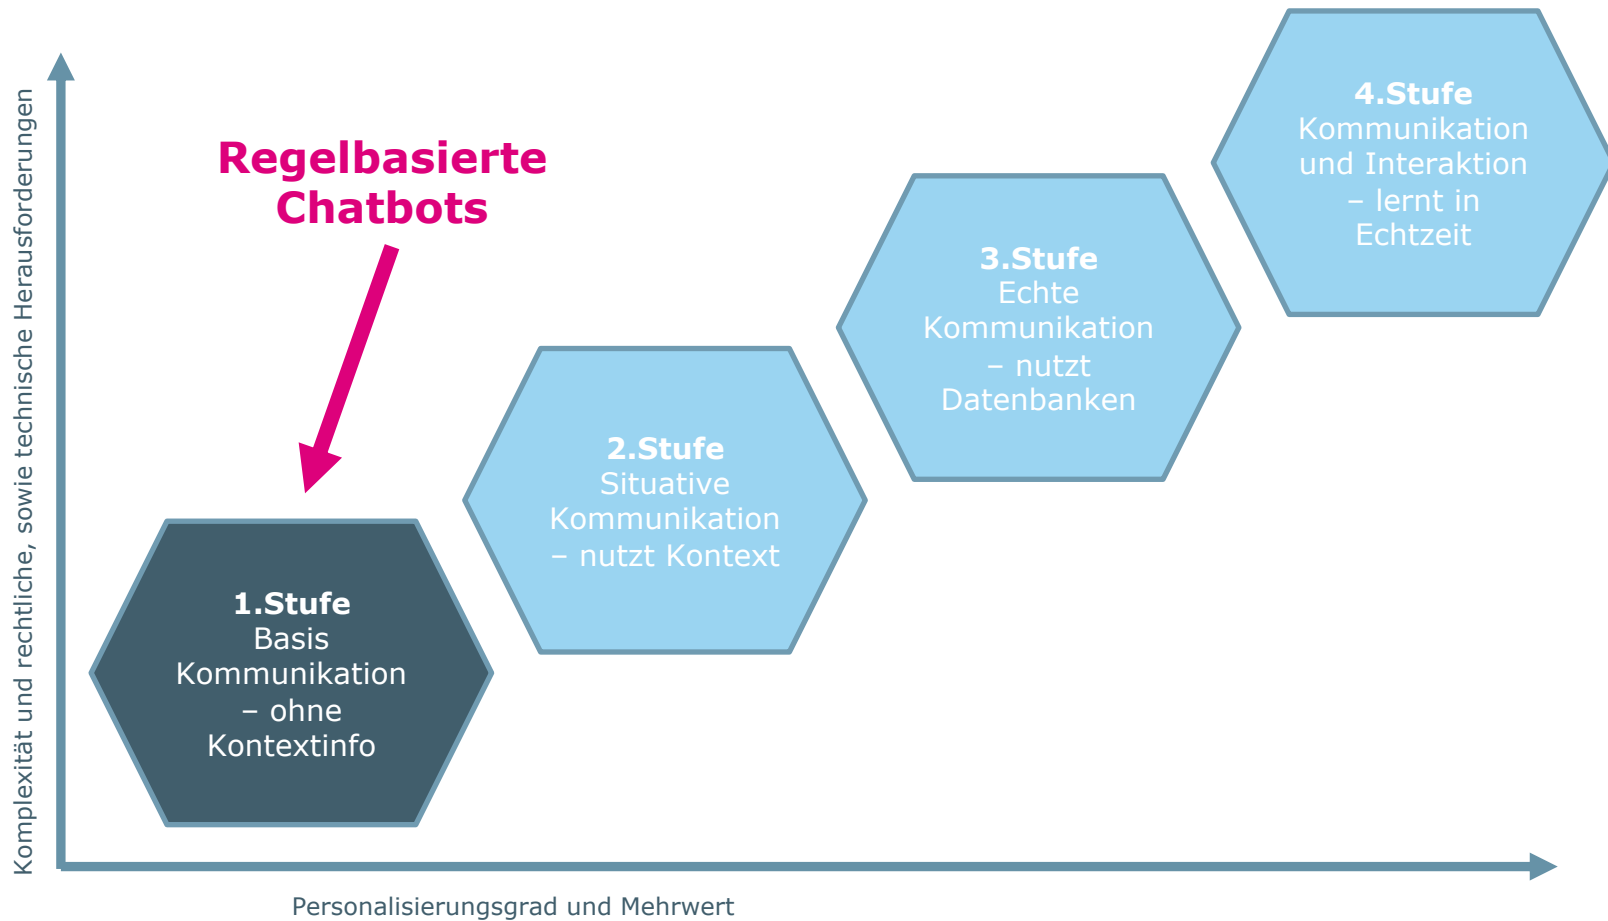 Komplexität und rechtliche, sowie technische Herausforderungen
Regelbasierte
Chatbots
1.Stufe
Basis
Kommunikation
– ohne
Kontextinfo
2.Stufe
Situative
Kommunikation
– nutzt Kontext
3.Stufe
Echte
Kommunikation
– nutzt
Datenbanken
4.Stufe
Kommunikation
und Interaktion
– lernt in
Echtzeit
Personalisierungsgrad und Mehrwert